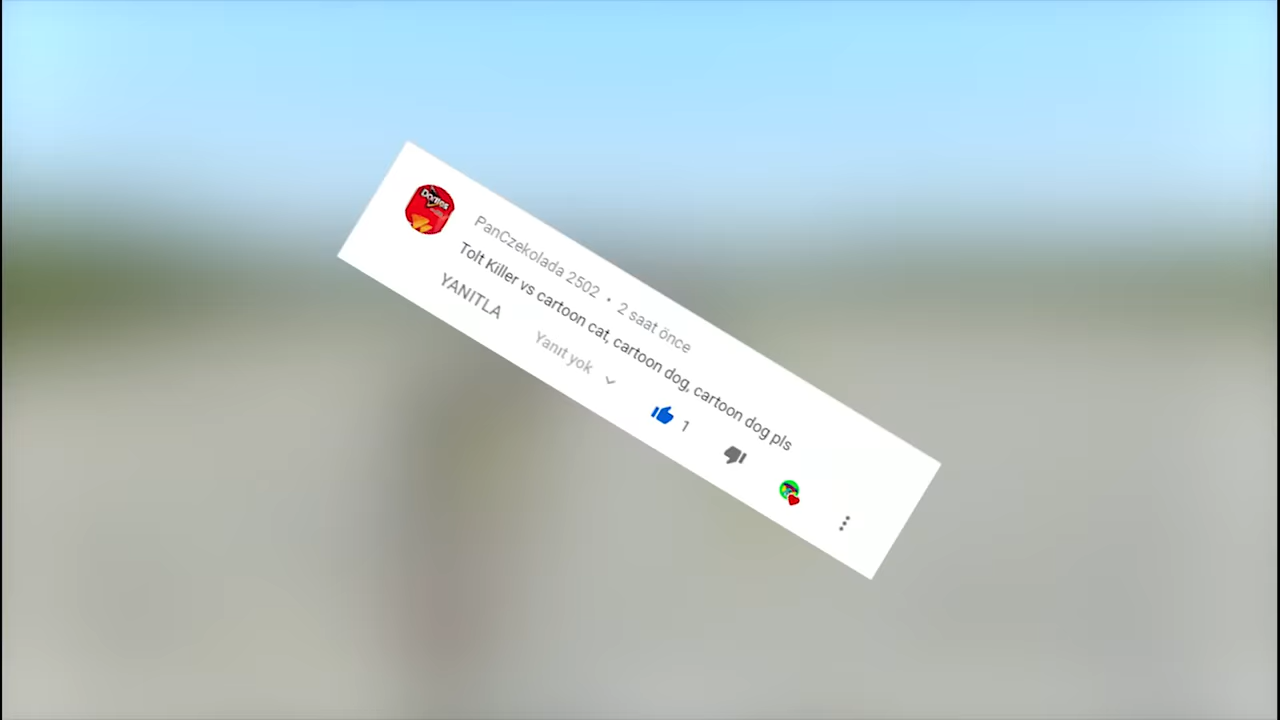 Doritos
PanCzekolada 2502 • 2 saat önce
Tolt Killer vs cartoon cat, cartoon dog, cartoon dog pls
YANITLA
Yanıt yok
1